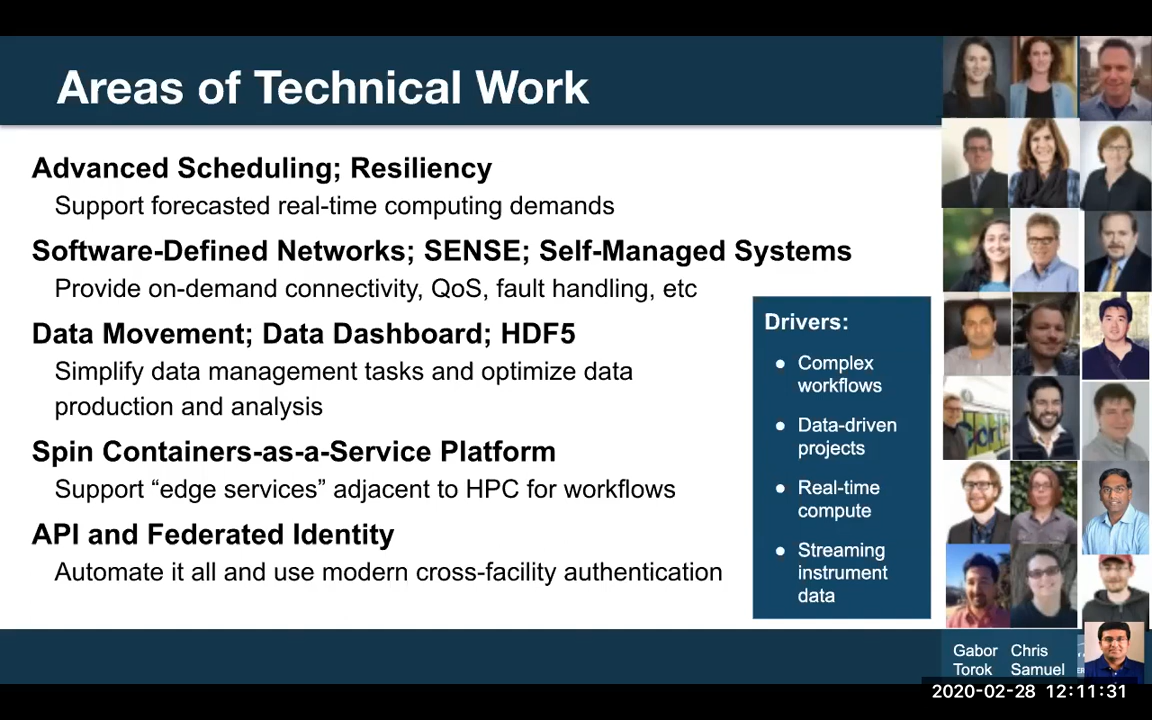 Areas of Technical Work
Advanced Scheduling; Resiliency
Support forecasted real-time computing demands
Software-Defined Networks; SENSE; Self-Managed Systems
Provide on-demand connectivity, QoS, fault handling, etc
Data Movement; Data Dashboard; HDF5
Simplify data management tasks and optimize data
production and analysis
Spin Containers-as-a-Service Platform
Support “edge services” adjacent to HPC for workflows
API and Federated Identity
Automate it all and use modern cross-facility authentication
Drivers:
● Complex
workflows
● Data-driven
projects
● Real-time
compute
● Streaming
instrument
data
Gabor
Torok
Chris
Samuel
2020-02-28 12:11:31